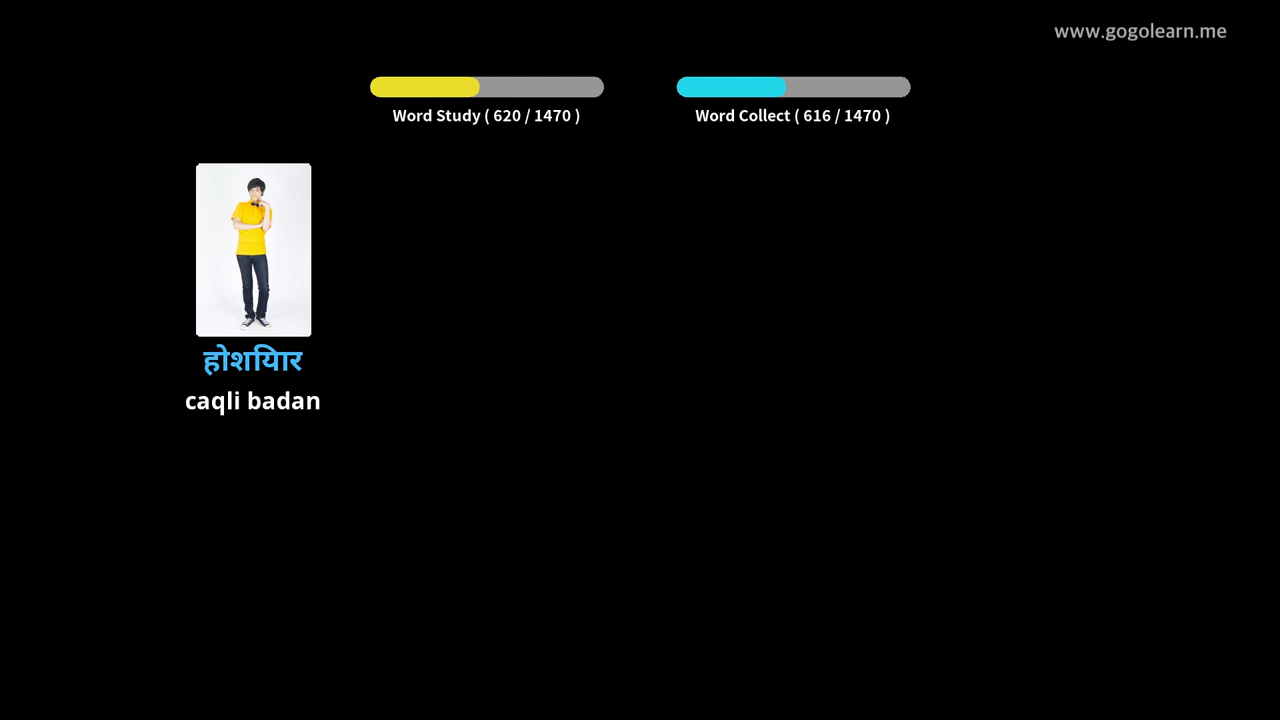 www.gogolearn.me
Word Study ( 620 / 1470 )
Word Collect ( 616 / 1470 )
होशियार
caqli badan